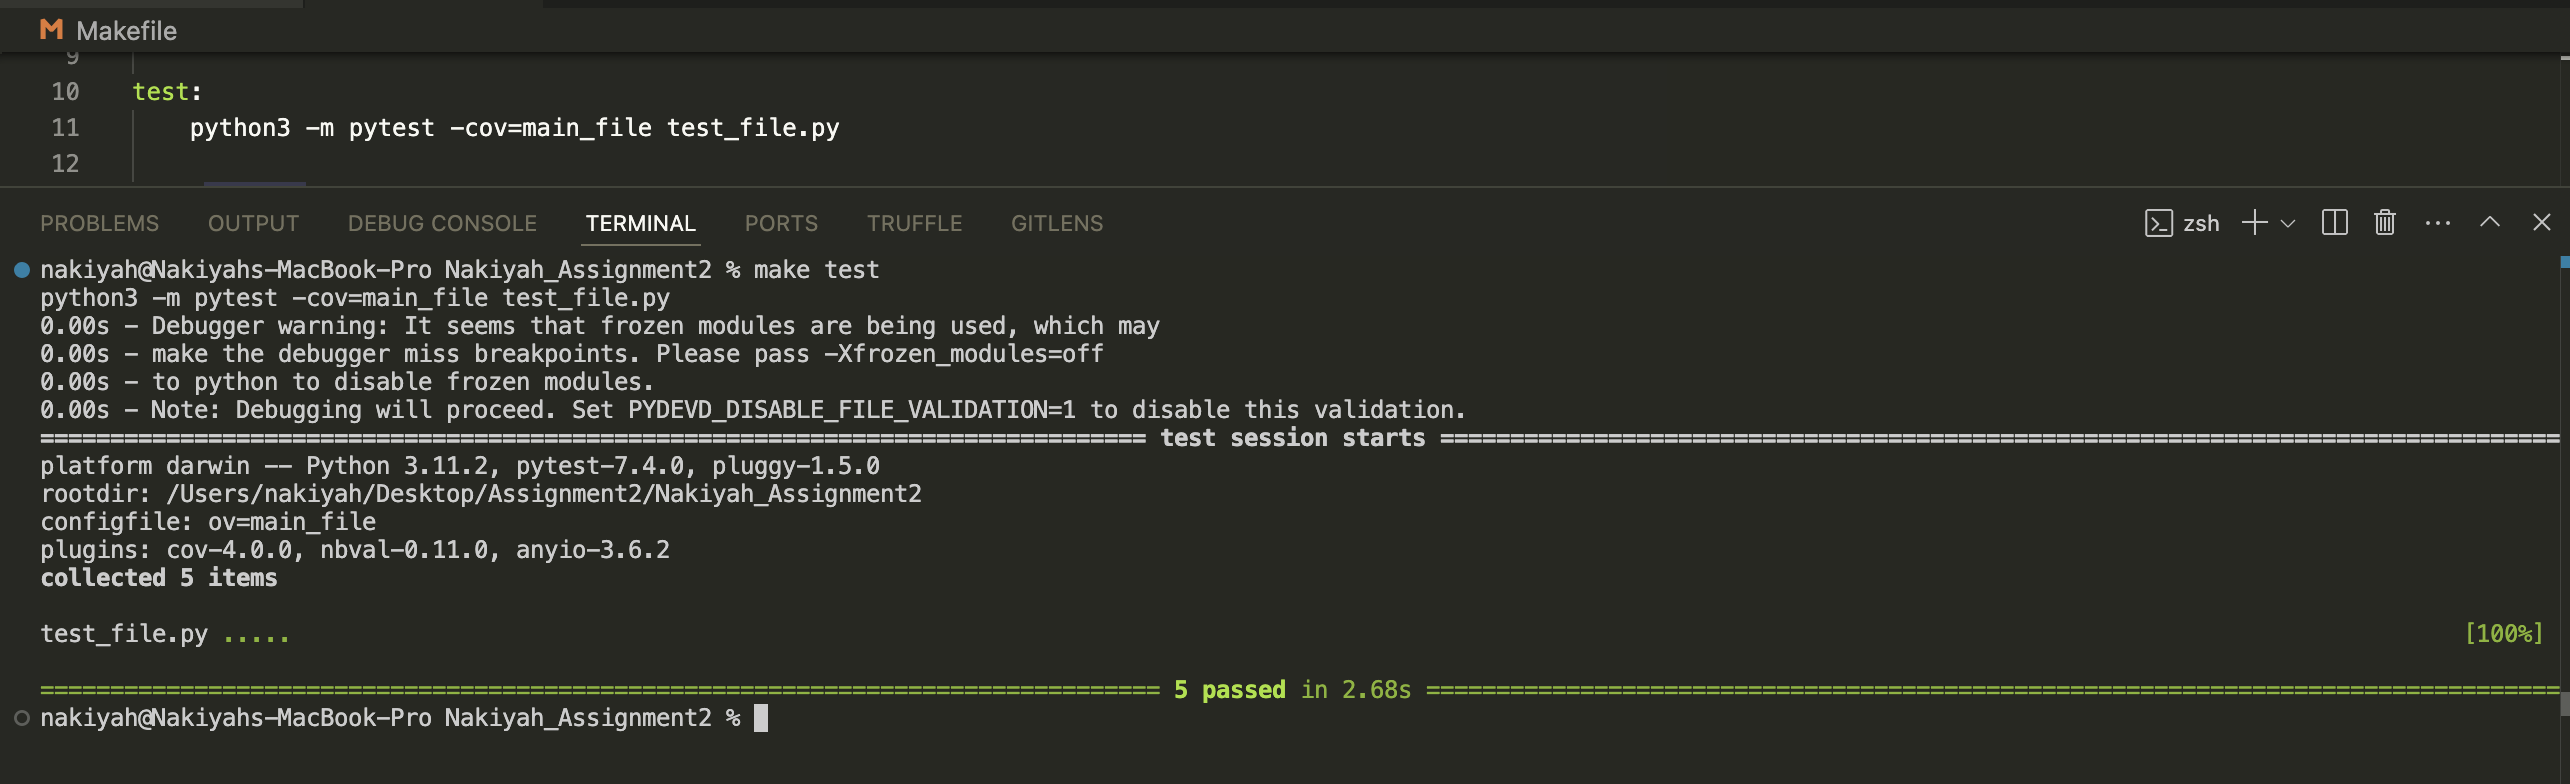 M Makefile
9
10 test:
11 python3 -m pytest -cov=main_file test_file.py
12
PROBLEMS OUTPUT DEBUG CONSOLE TERMINAL PORTS TRUFFLE GITLENS zsh
nakiyah@Nakiyahs-MacBook-Pro Nakiyah_Assignment2 % make test
python3 -m pytest -cov=main_file test_file.py
0.00s - Debugger warning: It seems that frozen modules are being used, which may
0.00s - make the debugger miss breakpoints. Please pass -Xfrozen_modules=off
0.00s - to python to disable frozen modules.
0.00s - Note: Debugging will proceed. Set PYDEVD_DISABLE_FILE_VALIDATION=1 to disable this validation.
=============================================================================== test session starts ================================================================================
platform darwin -- Python 3.11.2, pytest-7.4.0, pluggy-1.5.0
rootdir: /Users/nakiyah/Desktop/Assignment2/Nakiyah_Assignment2
configfile: ov=main_file
plugins: cov-4.0.0, nbval-0.11.0, anyio-3.6.2
collected 5 items
test_file.py ..... [100%]
================================================================================ 5 passed in 2.68s =================================================================================
nakiyah@Nakiyahs-MacBook-Pro Nakiyah_Assignment2 %